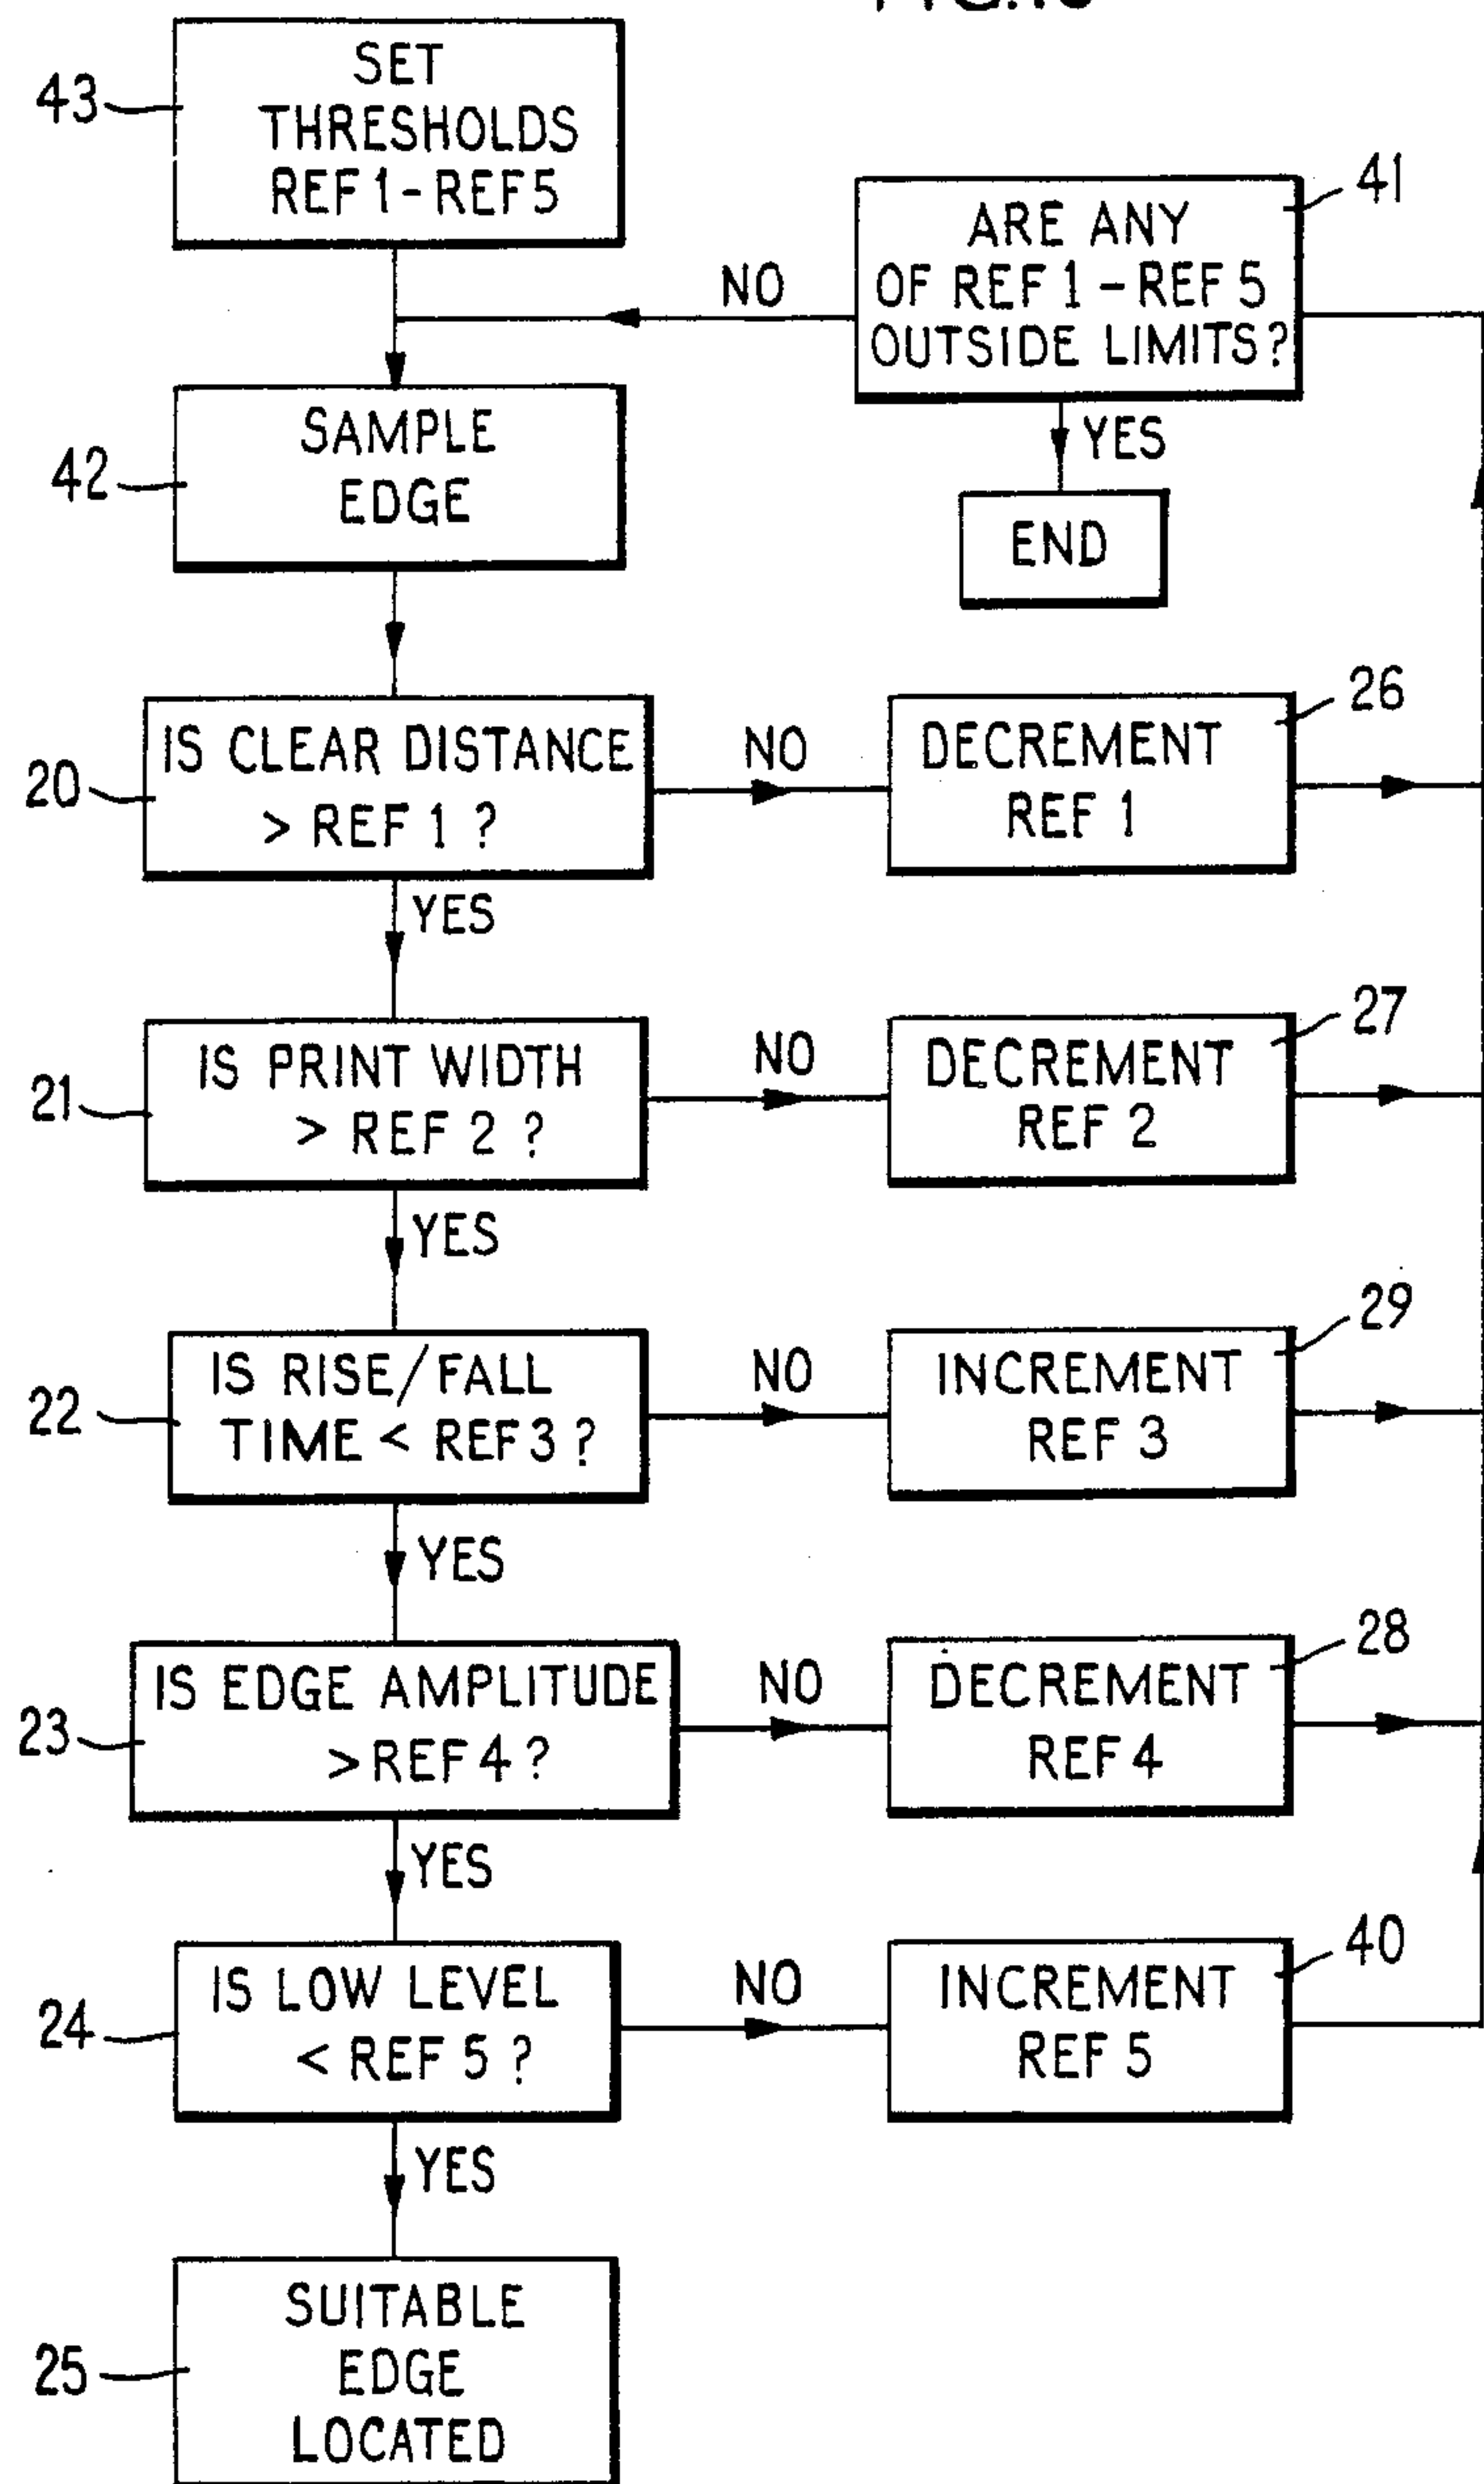 43
SET
THRESHOLDS
REF 1 - REF 5
41
ARE ANY
OF REF 1 - REF 5
OUTSIDE LIMITS?
NO
YES
END
42
SAMPLE
EDGE
20
IS CLEAR DISTANCE
> REF 1 ?
NO
26
DECREMENT
REF 1
YES
21
IS PRINT WIDTH
> REF 2 ?
NO
27
DECREMENT
REF 2
YES
22
IS RISE/FALL
TIME < REF 3 ?
NO
29
INCREMENT
REF 3
YES
23
IS EDGE AMPLITUDE
> REF 4 ?
NO
28
DECREMENT
REF 4
YES
24
IS LOW LEVEL
< REF 5 ?
NO
40
INCREMENT
REF 5
YES
25
SUITABLE
EDGE
LOCATED